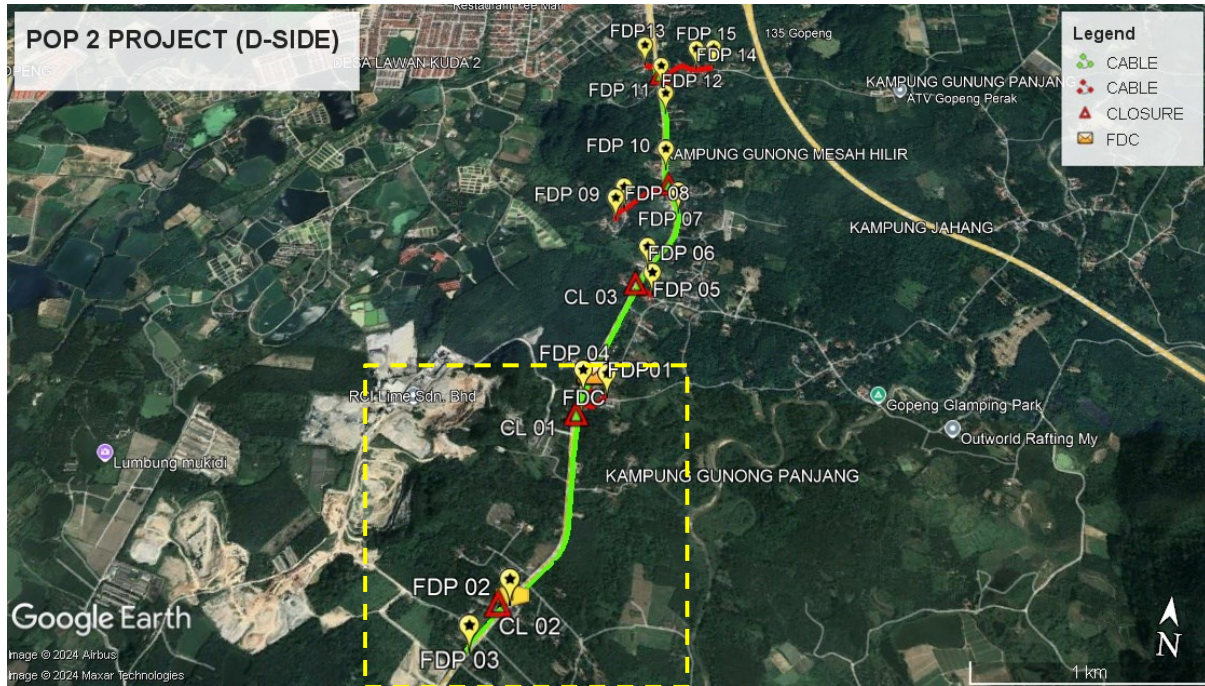 Restaurant Yee Mah
POP 2 PROJECT (D-SIDE)
DESA LAWAN KUDA 2
OPENG
FDP13
FDP 15
FDP 14
135 Gopeng
Legend
CABLE
CABLE
CLOSURE
FDC
FDP 11
FDP 12
KAMPUNG GUNUNG PANJANG
ATV Gopeng Perak
FDP 10
KAMPUNG GUNONG MESAH HILIR
FDP 09
FDP 08
FDP 07
KAMPUNG JAHANG
FDP 06
FDP 05
CL 03
FDP 04
FDP01
RCI Lime Sdn. Bhd
FDC
CL 01
Gopeng Glamping Park
Outworld Rafting My
Lumbung mukidi
KAMPUNG GUNONG PANJANG
FDP 02
CL 02
FDP 03
Google Earth
Image © 2024 Airbus
Image © 2024 Maxar Technologies
N
1 km